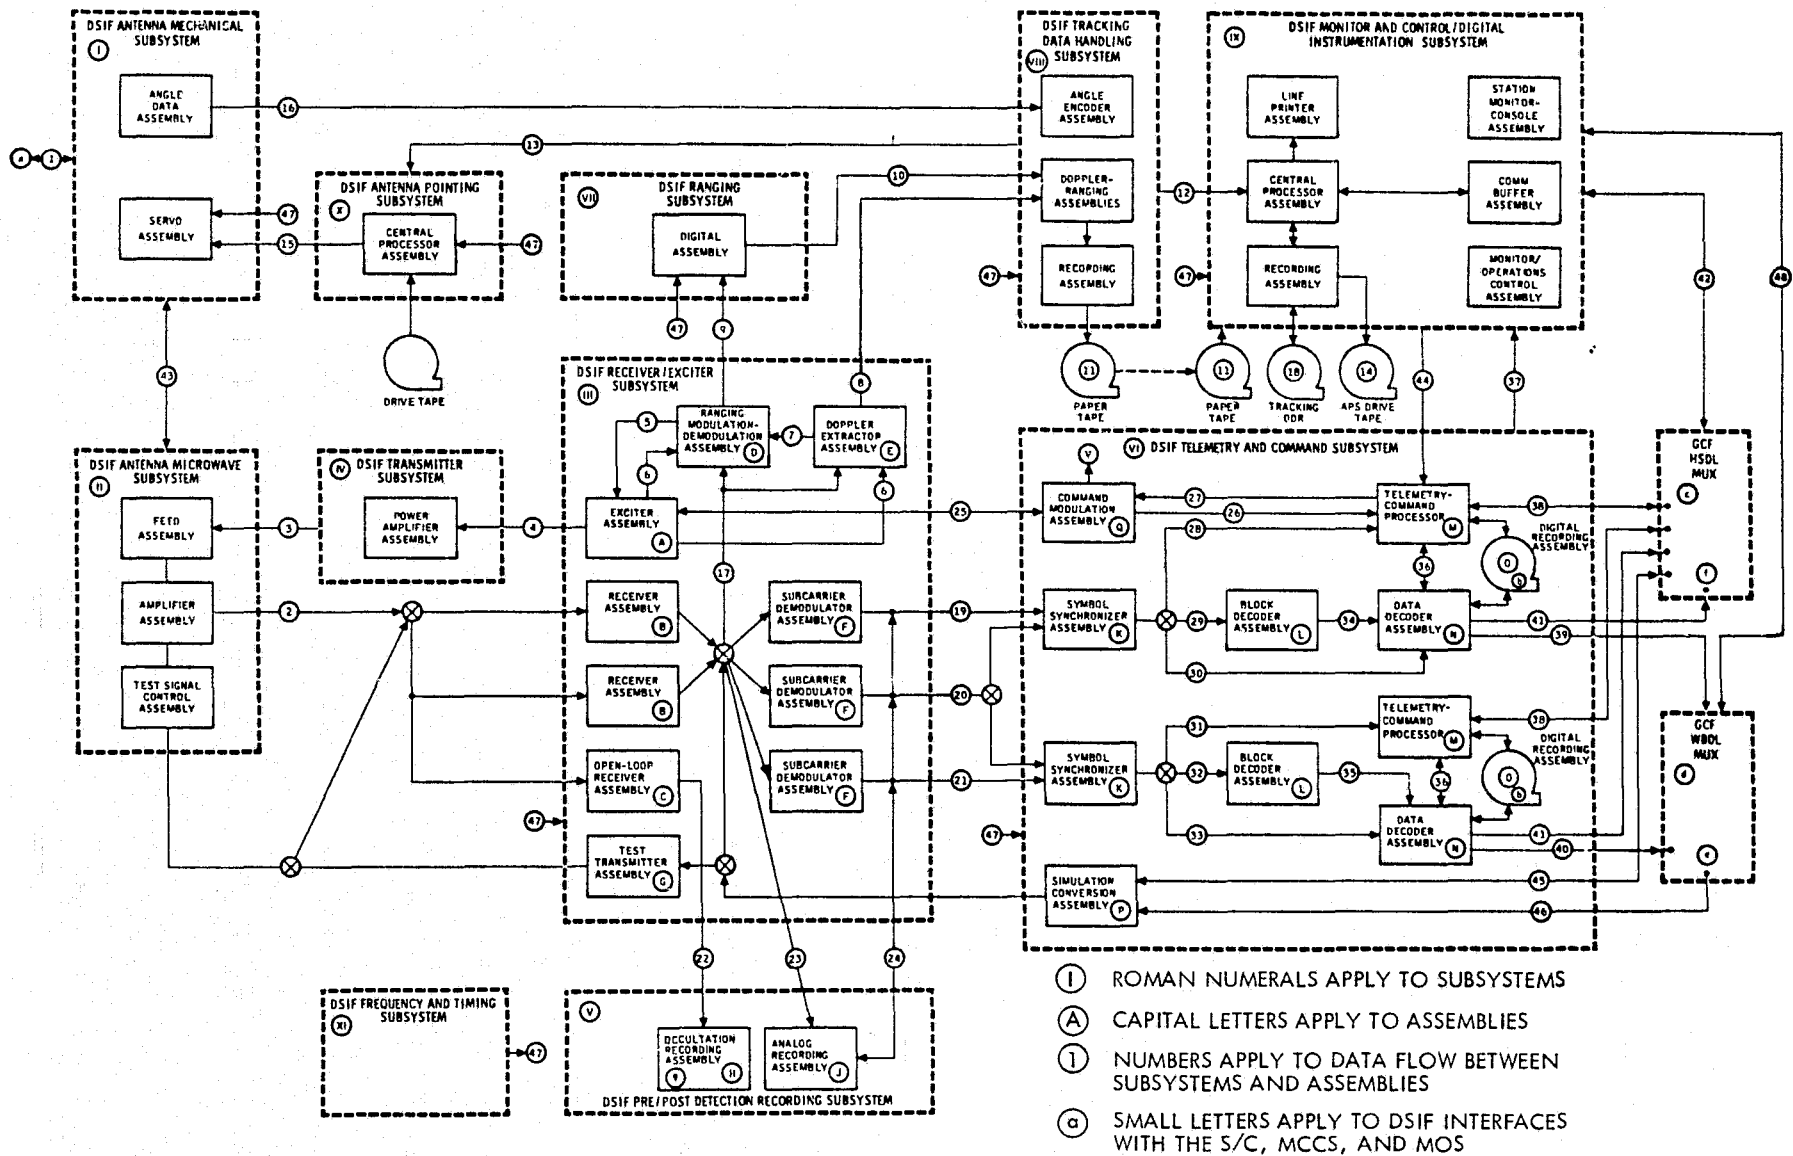 DSIF ANTENNA MECHANICAL
SUBSYSTEM
I
ANGLE
DATA
ASSEMBLY
SERVO
ASSEMBLY
1
16
47
15
13
DSIF ANTENNA POINTING
SUBSYSTEM
X
CENTRAL
PROCESSOR
ASSEMBLY
47
DRIVE TAPE
DSIF RANGING
SUBSYSTEM
VII
DIGITAL
ASSEMBLY
47
9
10
8
DSIF TRACKING
DATA HANDLING
SUBSYSTEM
VIII
ANGLE
ENCODER
ASSEMBLY
DOPPLER-
RANGING
ASSEMBLIES
RECORDING
ASSEMBLY
47
12
11
PAPER
TAPE
DSIF MONITOR AND CONTROL/DIGITAL
INSTRUMENTATION SUBSYSTEM
IX
LINE
PRINTER
ASSEMBLY
CENTRAL
PROCESSOR
ASSEMBLY
RECORDING
ASSEMBLY
STATION
MONITOR-
CONSOLE
ASSEMBLY
COMM
BUFFER
ASSEMBLY
MONITOR/
OPERATIONS
CONTROL
ASSEMBLY
47
11
PAPER
TAPE
18
TRACKING
ODR
14
APS DRIVE
TAPE
44
37
42
48
43
DSIF ANTENNA MICROWAVE
SUBSYSTEM
II
FEED
ASSEMBLY
AMPLIFIER
ASSEMBLY
TEST SIGNAL
CONTROL
ASSEMBLY
3
2
DSIF TRANSMITTER
SUBSYSTEM
IV
POWER
AMPLIFIER
ASSEMBLY
4
DSIF RECEIVER/EXCITER
SUBSYSTEM
III
RANGING
MODULATION-
DEMODULATION
ASSEMBLY D
DOPPLER
EXTRACTOR
ASSEMBLY E
5
6
7
6
EXCITER
ASSEMBLY
A
17
RECEIVER
ASSEMBLY
B
RECEIVER
ASSEMBLY
B
OPEN-LOOP
RECEIVER
ASSEMBLY C
TEST
TRANSMITTER
ASSEMBLY
G
SUBCARRIER
DEMODULATOR
ASSEMBLY F
SUBCARRIER
DEMODULATOR
ASSEMBLY F
SUBCARRIER
DEMODULATOR
ASSEMBLY F
47
25
19
20
21
22
23
24
DSIF TELEMETRY AND COMMAND SUBSYSTEM
VI
V
COMMAND
MODULATION
ASSEMBLY Q
27
26
28
TELEMETRY-
COMMAND
PROCESSOR
M
38
DIGITAL
RECORDING
ASSEMBLY
O
b
36
SYMBOL
SYNCHRONIZER
ASSEMBLY K
29
BLOCK
DECODER
ASSEMBLY L
34
DATA
DECODER
ASSEMBLY N
41
39
30
TELEMETRY-
COMMAND
PROCESSOR
M
38
31
DIGITAL
RECORDING
ASSEMBLY
O
b
36
SYMBOL
SYNCHRONIZER
ASSEMBLY K
32
BLOCK
DECODER
ASSEMBLY L
35
DATA
DECODER
ASSEMBLY
N
41
40
33
47
SIMULATION
CONVERSION
ASSEMBLY P
45
46
GCF
HSDL
MUX
c
f
GCF
WBDL
MUX
d
e
DSIF FREQUENCY AND TIMING
SUBSYSTEM
XI
47
V
OCCULTATION
RECORDING
ASSEMBLY
H
ANALOG
RECORDING
ASSEMBLY J
DSIF PRE/POST DETECTION RECORDING SUBSYSTEM
I ROMAN NUMERALS APPLY TO SUBSYSTEMS
A CAPITAL LETTERS APPLY TO ASSEMBLIES
1 NUMBERS APPLY TO DATA FLOW BETWEEN
SUBSYSTEMS AND ASSEMBLIES
a SMALL LETTERS APPLY TO DSIF INTERFACES
WITH THE S/C, MCCS, AND MOS